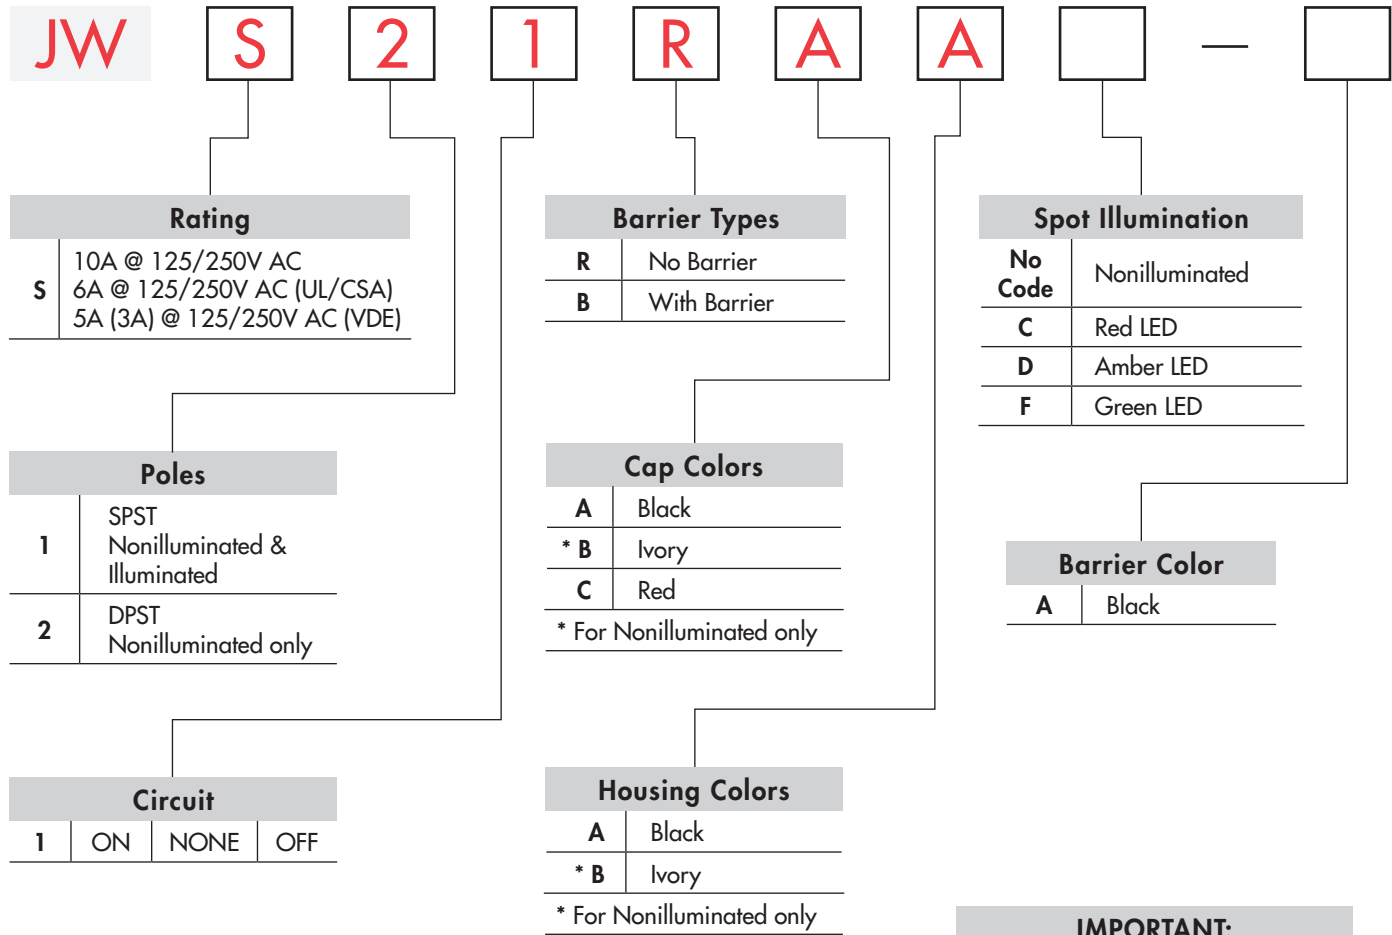 JW S 2 1 R A A —
Rating
S
10A @ 125/250V AC
6A @ 125/250V AC (UL/CSA)
5A (3A) @ 125/250V AC (VDE)
Poles
1
SPST
Nonilluminated &
Illuminated
2
DPST
Nonilluminated only
Circuit
1 ON NONE OFF
Barrier Types
R No Barrier
B With Barrier
Cap Colors
A Black
* B Ivory
C Red
* For Nonilluminated only
Housing Colors
A Black
* B Ivory
* For Nonilluminated only
Spot Illumination
No
Code
Nonilluminated
C Red LED
D Amber LED
F Green LED
Barrier Color
A Black
IMPORTANT: